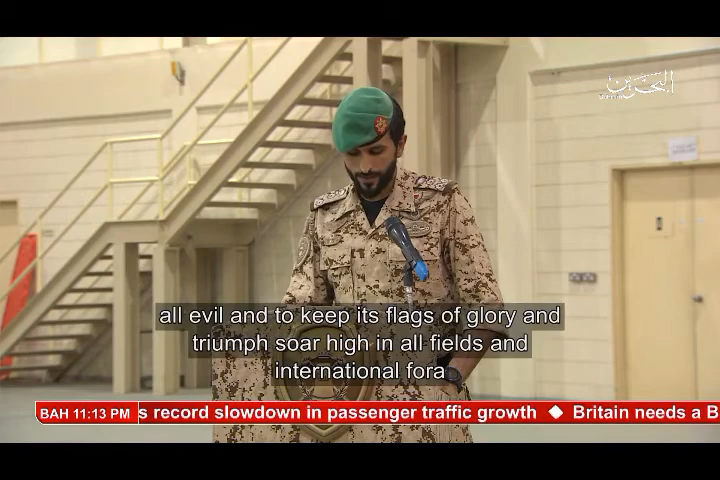 البحرين
all evil and to keep its flags of glory and
triumph soar high in all fields and
international fora
BAH 11:13 PM
s record slowdown in passenger traffic growth ◆ Britain needs a B